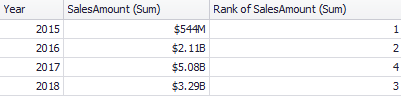 Year SalesAmount (Sum) Rank of SalesAmount (Sum)
2015 $544M 1
2016 $2.11B 2
2017 $5.08B 4
2018 $3.29B 3